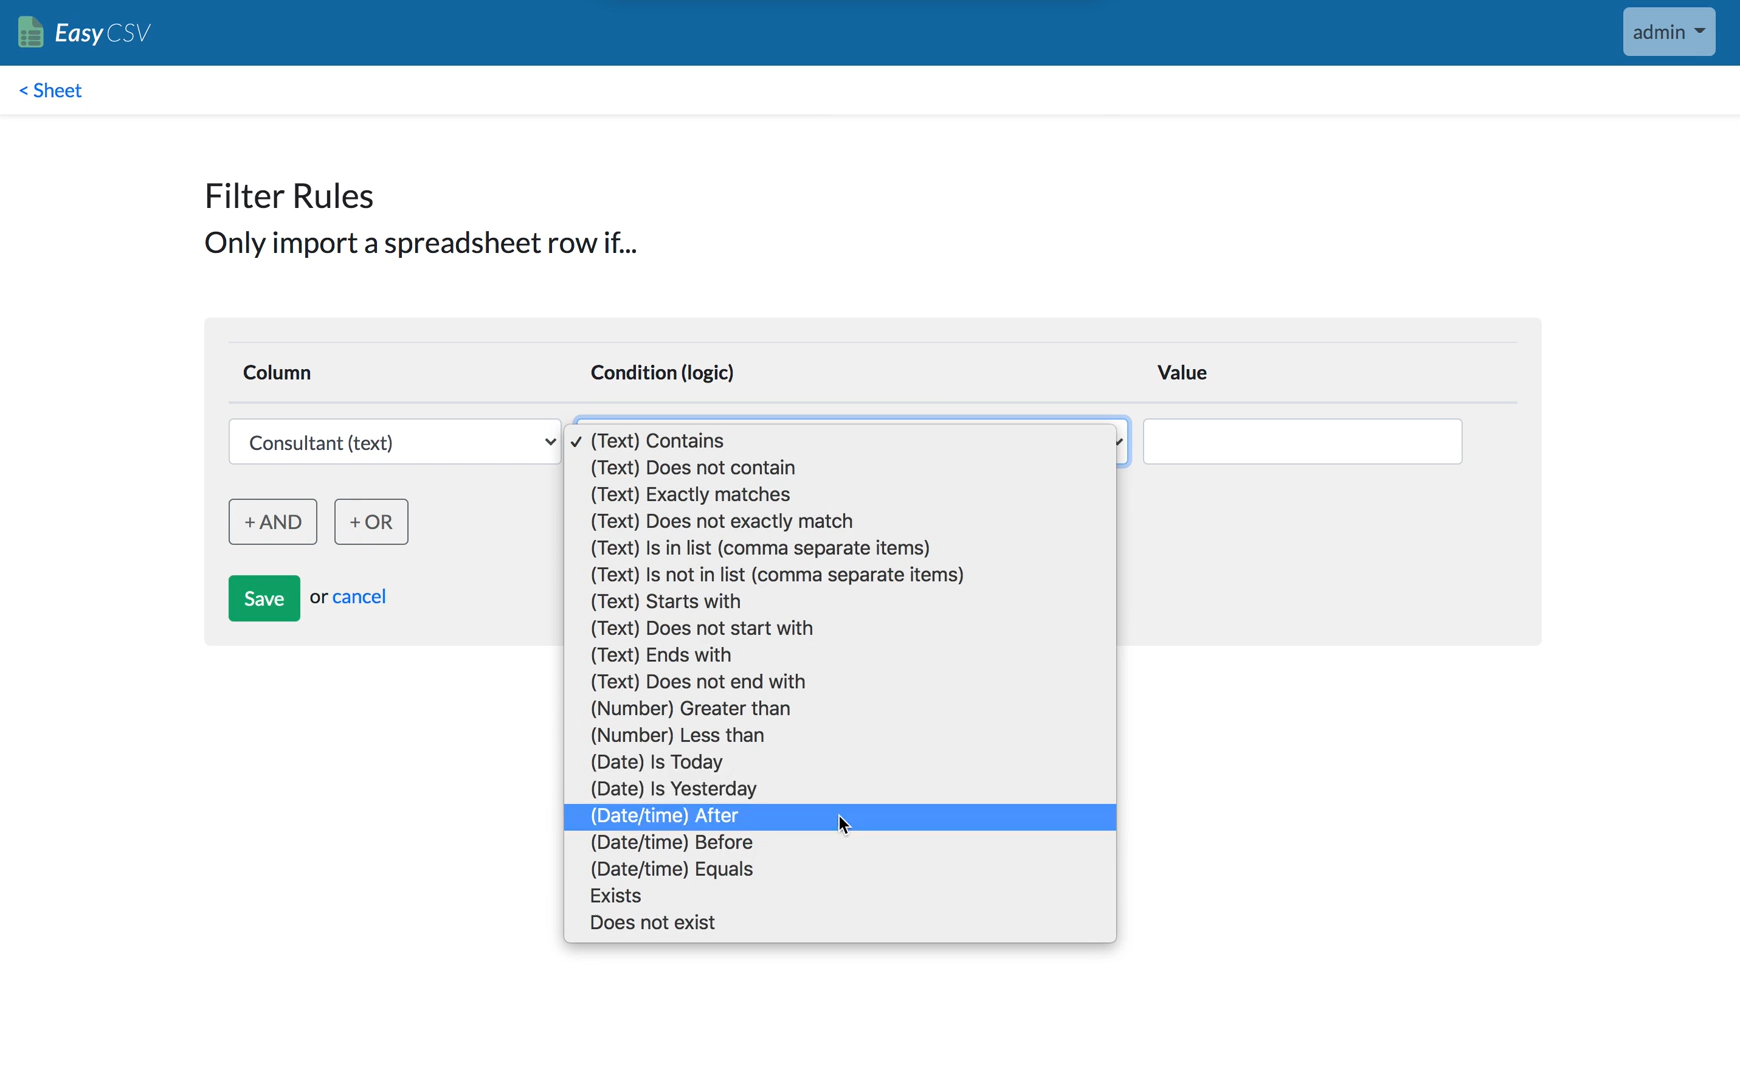 EasyCSV
admin
< Sheet
Filter Rules
Only import a spreadsheet row if...
Column Condition (logic) Value
Consultant (text)
✓ (Text) Contains
(Text) Does not contain
(Text) Exactly matches
(Text) Does not exactly match
(Text) Is in list (comma separate items)
(Text) Is not in list (comma separate items)
(Text) Starts with
(Text) Does not start with
(Text) Ends with
(Text) Does not end with
(Number) Greater than
(Number) Less than
(Date) Is Today
(Date) Is Yesterday
(Date/time) After
(Date/time) Before
(Date/time) Equals
Exists
Does not exist
+ AND + OR
Save or cancel